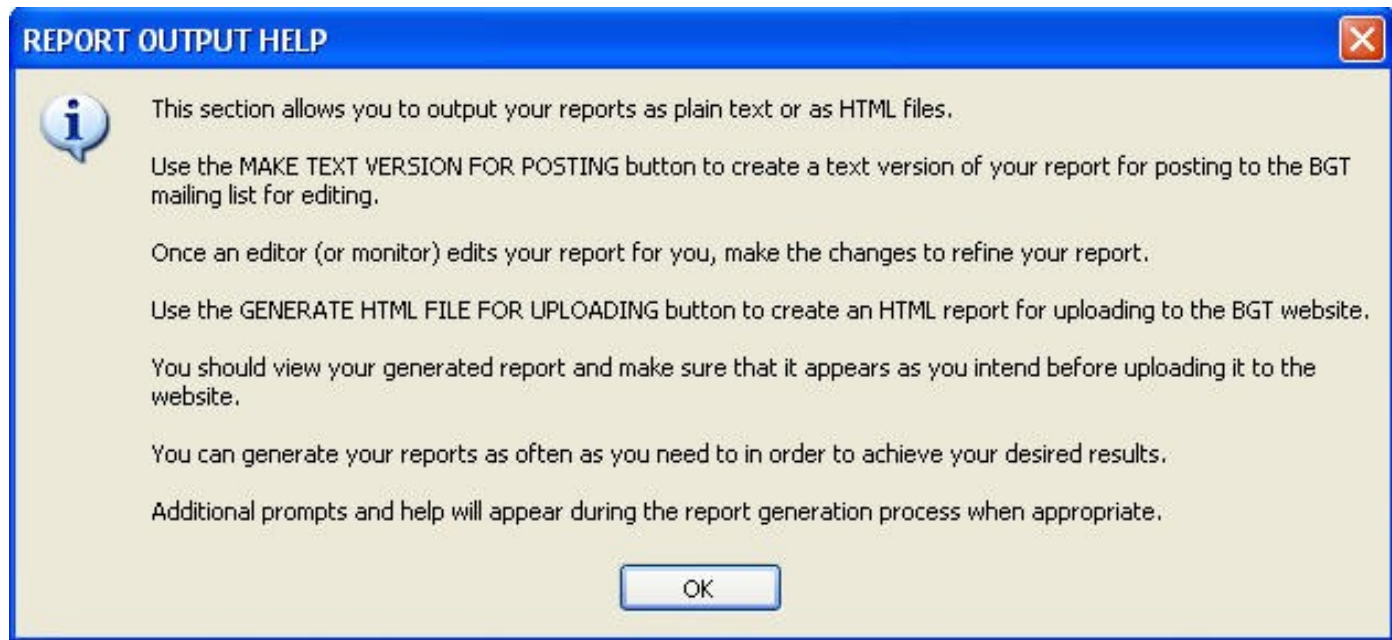 REPORT OUTPUT HELP
This section allows you to output your reports as plain text or as HTML files.
Use the MAKE TEXT VERSION FOR POSTING button to create a text version of your report for posting to the BGT
mailing list for editing.
Once an editor (or monitor) edits your report for you, make the changes to refine your report.
Use the GENERATE HTML FILE FOR UPLOADING button to create an HTML report for uploading to the BGT website.
You should view your generated report and make sure that it appears as you intend before uploading it to the
website.
You can generate your reports as often as you need to in order to achieve your desired results.
Additional prompts and help will appear during the report generation process when appropriate.
OK